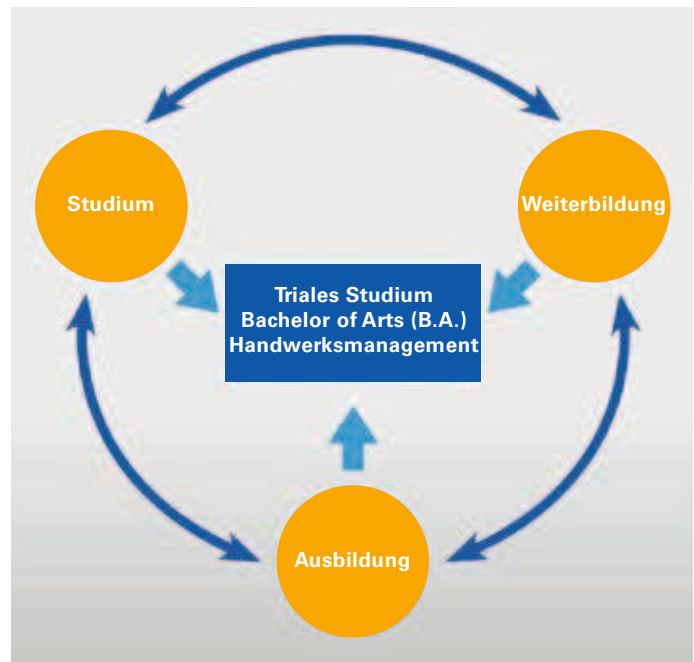 Studium
Weiterbildung
Triales Studium
Bachelor of Arts (B.A.)
Handwerksmanagement
Ausbildung